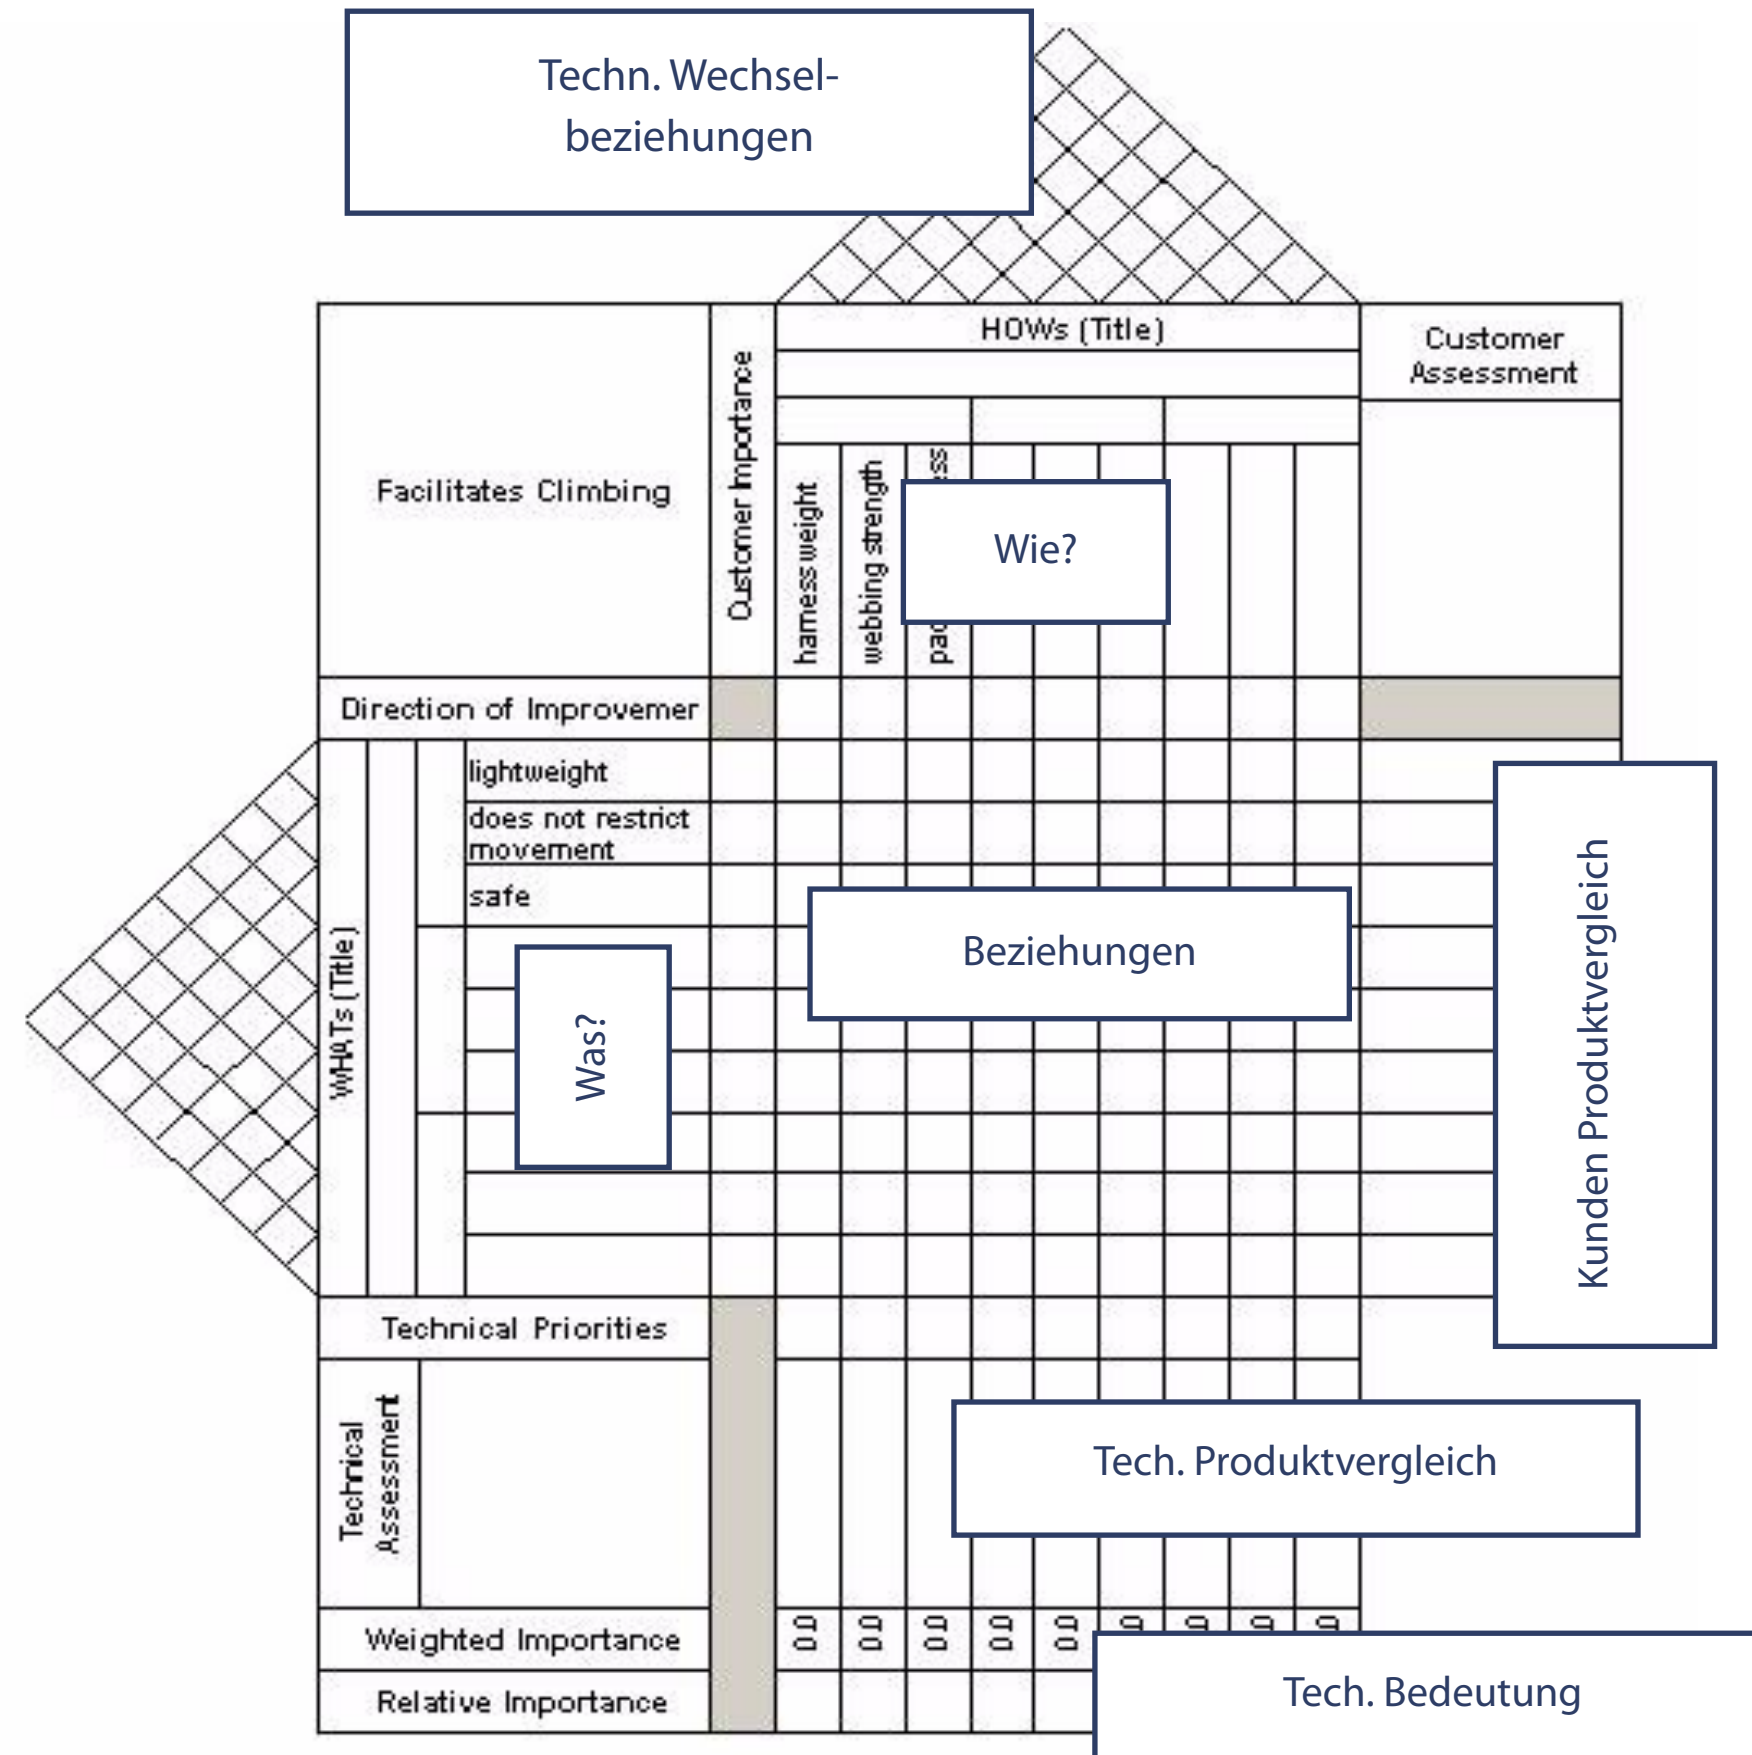 Techn. Wechsel-
beziehungen
HOWs (Title)
Customer
Assessment
Facilitates Climbing
Customer Importance
harness weight
webbing strength
Wie?
Direction of Improvemer
WHATs (Title)
lightweight
does not restrict
movement
safe
Was?
Beziehungen
Kunden Produktvergleich
Technical Priorities
Technical
Assessment
Tech. Produktvergleich
Weighted Importance
0.0 0.0 0.0 0.0 0.0
Relative Importance
Tech. Bedeutung